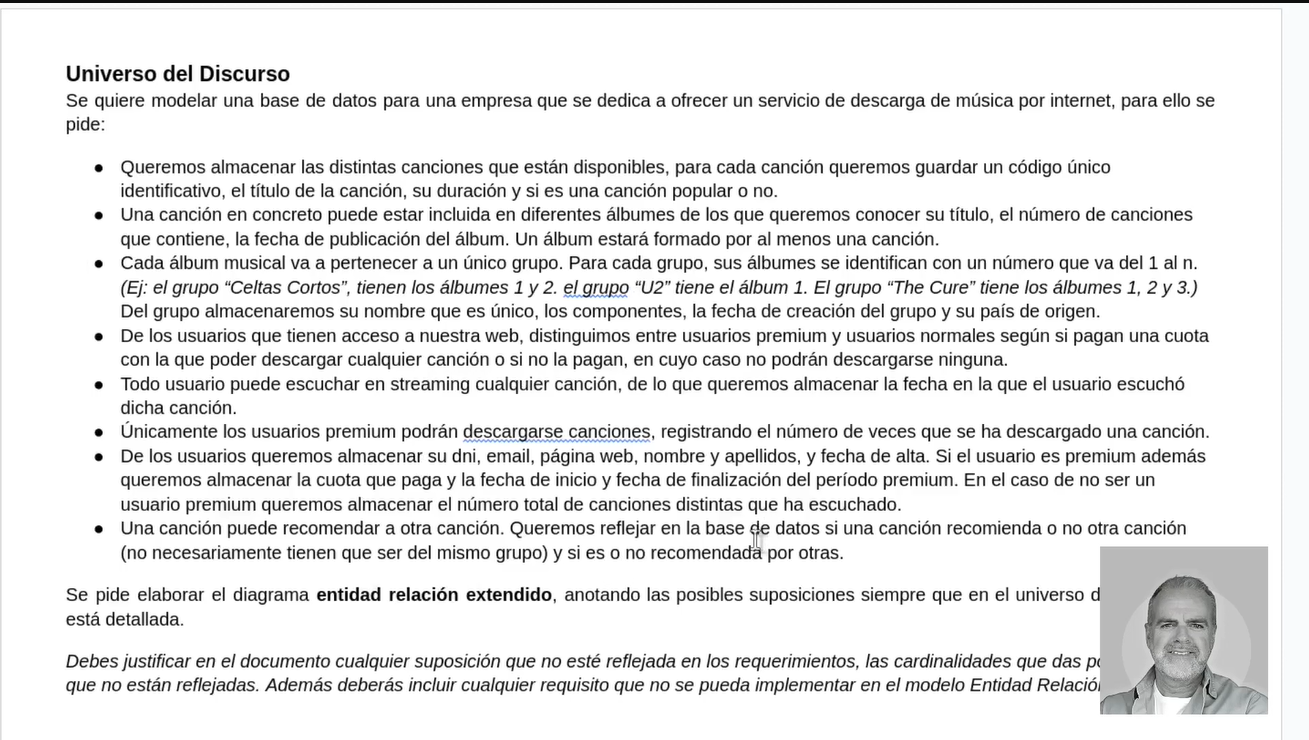 Universo del Discurso
Se quiere modelar una base de datos para una empresa que se dedica a ofrecer un servicio de descarga de música por internet, para ello se
pide:
● Queremos almacenar las distintas canciones que están disponibles, para cada canción queremos guardar un código único
identificativo, el título de la canción, su duración y si es una canción popular o no.
● Una canción en concreto puede estar incluida en diferentes álbumes de los que queremos conocer su título, el número de canciones
que contiene, la fecha de publicación del álbum. Un álbum estará formado por al menos una canción.
● Cada álbum musical va a pertenecer a un único grupo. Para cada grupo, sus álbumes se identifican con un número que va del 1 al n.
(Ej: el grupo “Celtas Cortos”, tienen los álbumes 1 y 2. el grupo “U2” tiene el álbum 1. El grupo “The Cure” tiene los álbumes 1, 2 y 3.)
Del grupo almacenaremos su nombre que es único, los componentes, la fecha de creación del grupo y su país de origen.
● De los usuarios que tienen acceso a nuestra web, distinguimos entre usuarios premium y usuarios normales según si pagan una cuota
con la que poder descargar cualquier canción o si no la pagan, en cuyo caso no podrán descargarse ninguna.
● Todo usuario puede escuchar en streaming cualquier canción, de lo que queremos almacenar la fecha en la que el usuario escuchó
dicha canción.
● Únicamente los usuarios premium podrán descargarse canciones, registrando el número de veces que se ha descargado una canción.
● De los usuarios queremos almacenar su dni, email, página web, nombre y apellidos, y fecha de alta. Si el usuario es premium además
queremos almacenar la cuota que paga y la fecha de inicio y fecha de finalización del período premium. En el caso de no ser un
usuario premium queremos almacenar el número total de canciones distintas que ha escuchado.
● Una canción puede recomendar a otra canción. Queremos reflejar en la base de datos si una canción recomienda o no otra canción
(no necesariamente tienen que ser del mismo grupo) y si es o no recomendada por otras.
Se pide elaborar el diagrama entidad relación extendido, anotando las posibles suposiciones siempre que en el universo
está detallada.
Debes justificar en el documento cualquier suposición que no esté reflejada en los requerimientos, las cardinalidades que das
que no están reflejadas. Además deberás incluir cualquier requisito que no se pueda implementar en el modelo Entidad